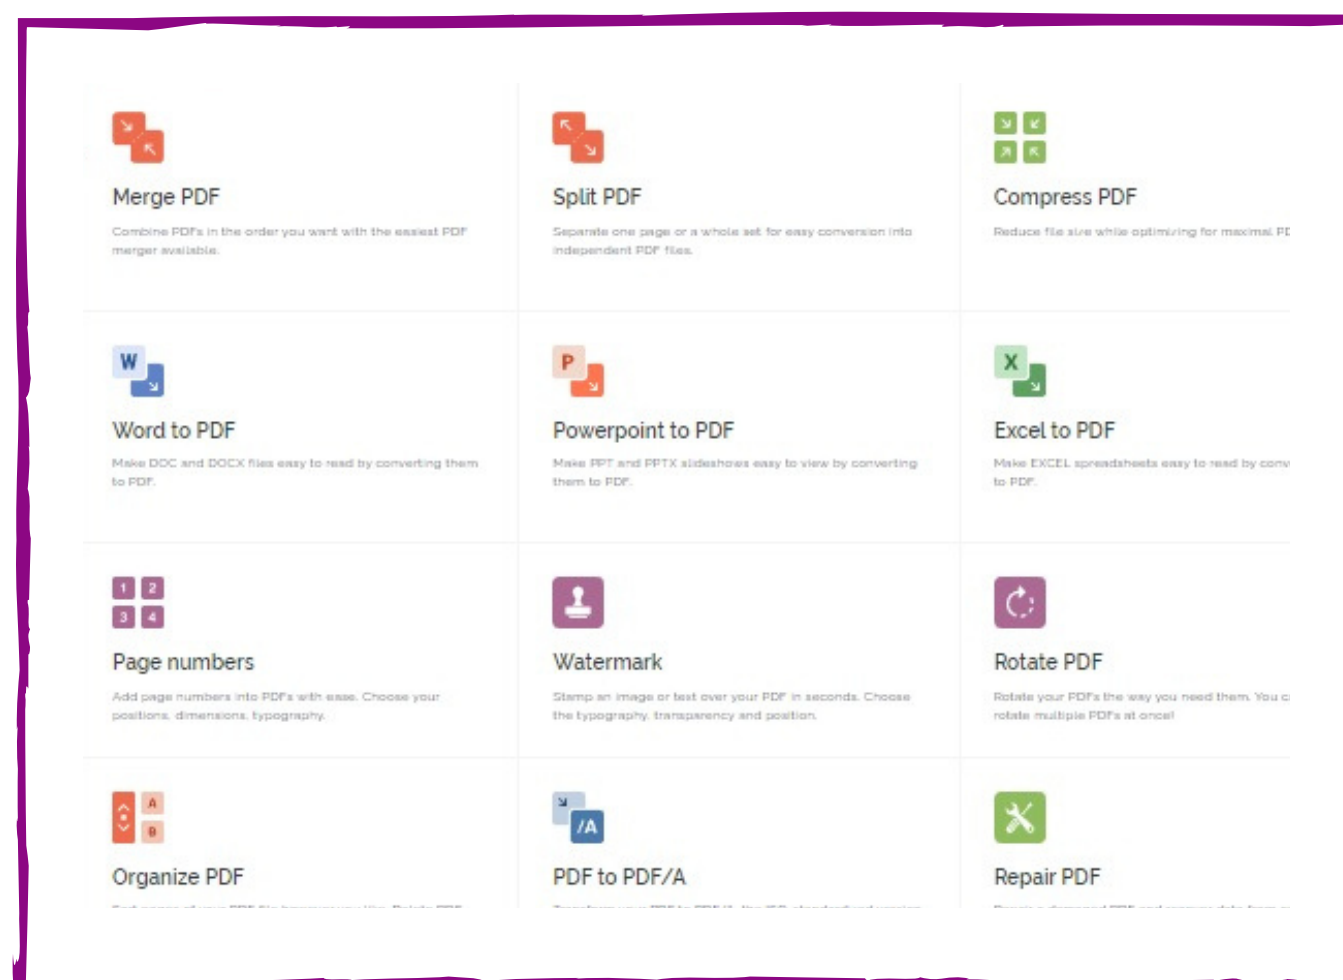 Merge PDF
Combine PDFs in the order you want with the easiest PDF
merger available.
Split PDF
Separate one page or a whole set for easy conversion into
independent PDF files.
Compress PDF
Reduce file size while optimizing for maximal PD
W
Word to PDF
Make DOC and DOCX files easy to read by converting them
to PDF.
P
Powerpoint to PDF
Make PPT and PPTX slideshows easy to view by converting
them to PDF.
X
Excel to PDF
Make EXCEL spreadsheets easy to read by conv
to PDF.
1 2
3 4
Page numbers
Add page numbers into PDFs with ease. Choose your
positions, dimensions, typography.
Watermark
Stamp an image or text over your PDF in seconds. Choose
the typography, transparency and position.
Rotate PDF
Rotate your PDFs the way you need them. You c
rotate multiple PDFs at once!
A
B
Organize PDF
/A
PDF to PDF/A
Repair PDF